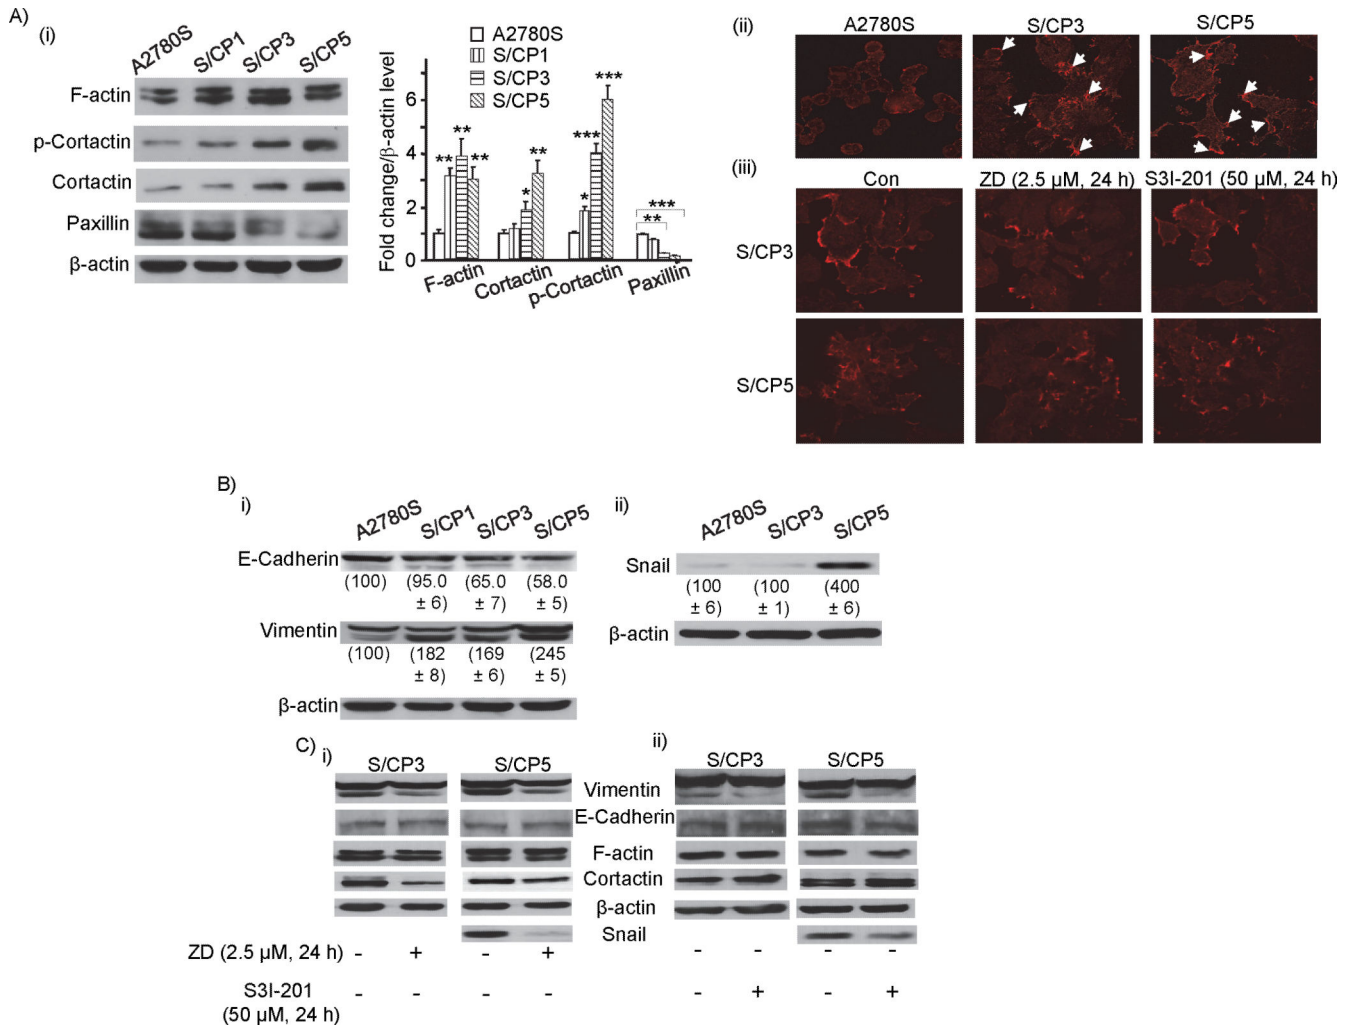 A)
(i)
A2780S S/CP1 S/CP3 S/CP5
F-actin
p-Cortactin
Cortactin
Paxillin
β-actin
A2780S
S/CP1
S/CP3
S/CP5
Fold change/β-actin level
6
4
2
0
** ** **
* **
* *** ***
** ***
F-actin Cortactin p-Cortactin Paxillin
(ii)
A2780S S/CP3 S/CP5
(iii)
Con ZD (2.5 μM, 24 h) S3I-201 (50 μM, 24 h)
S/CP3
S/CP5
B)
i)
A2780S S/CP1 S/CP3 S/CP5
E-Cadherin
(100) (95.0 (65.0 (58.0
± 6) ± 7) ± 5)
Vimentin
(100) (182 (169 (245
± 8) ± 6) ± 5)
β-actin
ii)
A2780S S/CP3 S/CP5
Snail
(100 (100 (400
± 6) ± 1) ± 6)
β-actin
C)
i) ii)
S/CP3 S/CP5 S/CP3 S/CP5
Vimentin
E-Cadherin
F-actin
Cortactin
β-actin
Snail
ZD (2.5 μM, 24 h) - + - + - - - -
S3I-201 - - - - - + - +
(50 μM, 24 h)